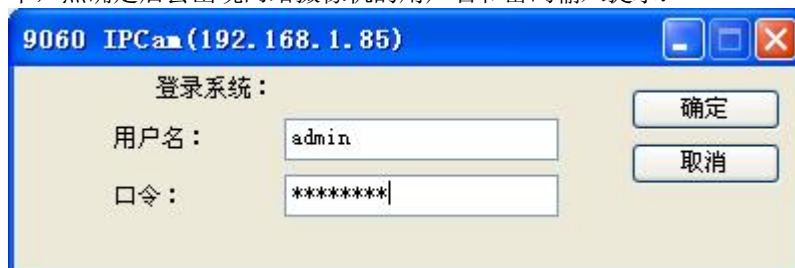 9060 IPCam(192.168.1.85)
登录系统：
用户名： admin
确定
口令： ********
取消